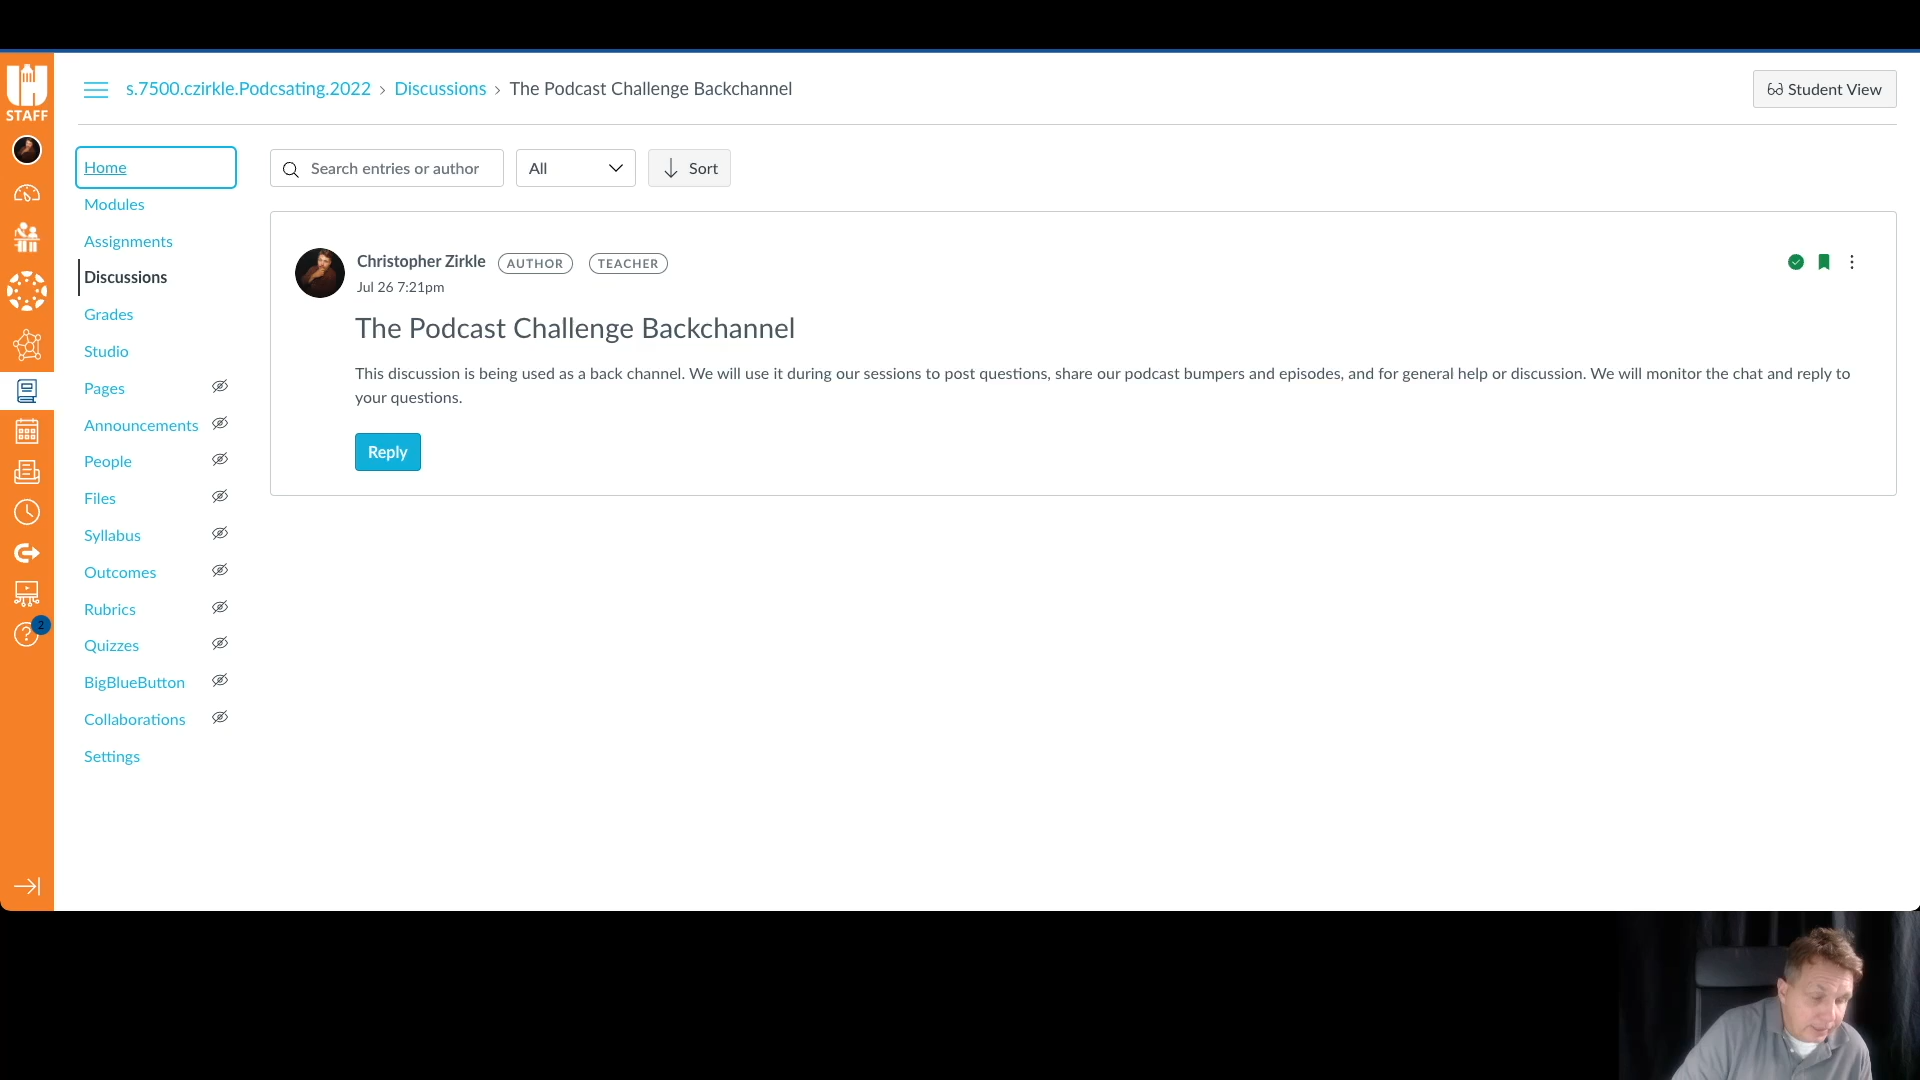 STAFF
s.7500.czirkle.Podcsating.2022 > Discussions > The Podcast Challenge Backchannel
Student View
Home
Modules
Assignments
Discussions
Grades
Studio
Pages
Announcements
People
Files
Syllabus
Outcomes
Rubrics
Quizzes
BigBlueButton
Collaborations
Settings
2
Search entries or author
All
Sort
Christopher Zirkle AUTHOR TEACHER
Jul 26 7:21pm
The Podcast Challenge Backchannel
This discussion is being used as a back channel. We will use it during our sessions to post questions, share our podcast bumpers and episodes, and for general help or discussion. We will monitor the chat and reply to
your questions.
Reply